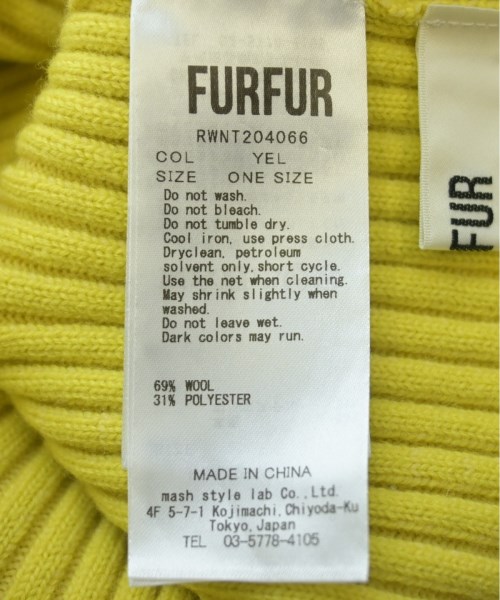 FURFUR
RWNT204066
COL YEL
SIZE ONE SIZE
Do not wash.
Do not bleach.
Do not tumble dry.
Cool iron, use press cloth.
Dryclean, petroleum
solvent only, short cycle.
Use the net when cleaning.
May shrink slightly when
washed.
Do not leave wet.
Dark colors may run.
69% WOOL
31% POLYESTER
MADE IN CHINA
mash style lab Co., Ltd.
4F 5-7-1 Kojimachi, Chiyoda-Ku
Tokyo, Japan
TEL 03-5778-4105
FUR